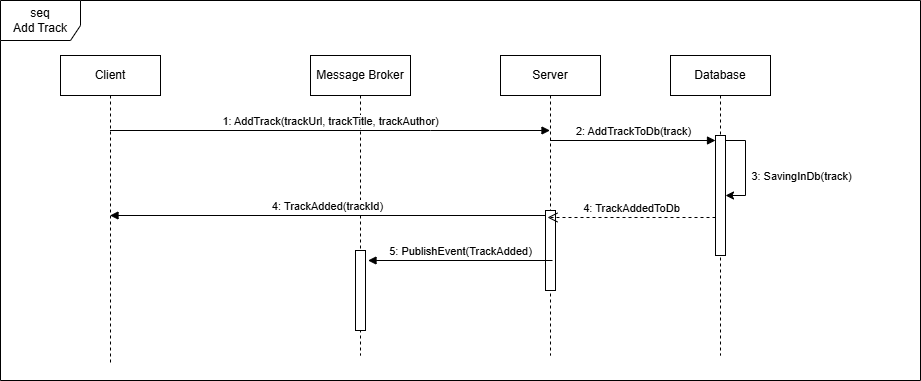 seq
Add Track
Client
Message Broker
Server
Database
1: AddTrack(trackUrl, trackTitle, trackAuthor)
2: AddTrackToDb(track)
3: SavingInDb(track)
4: TrackAdded(trackId)
4: TrackAddedToDb
5: PublishEvent(TrackAdded)